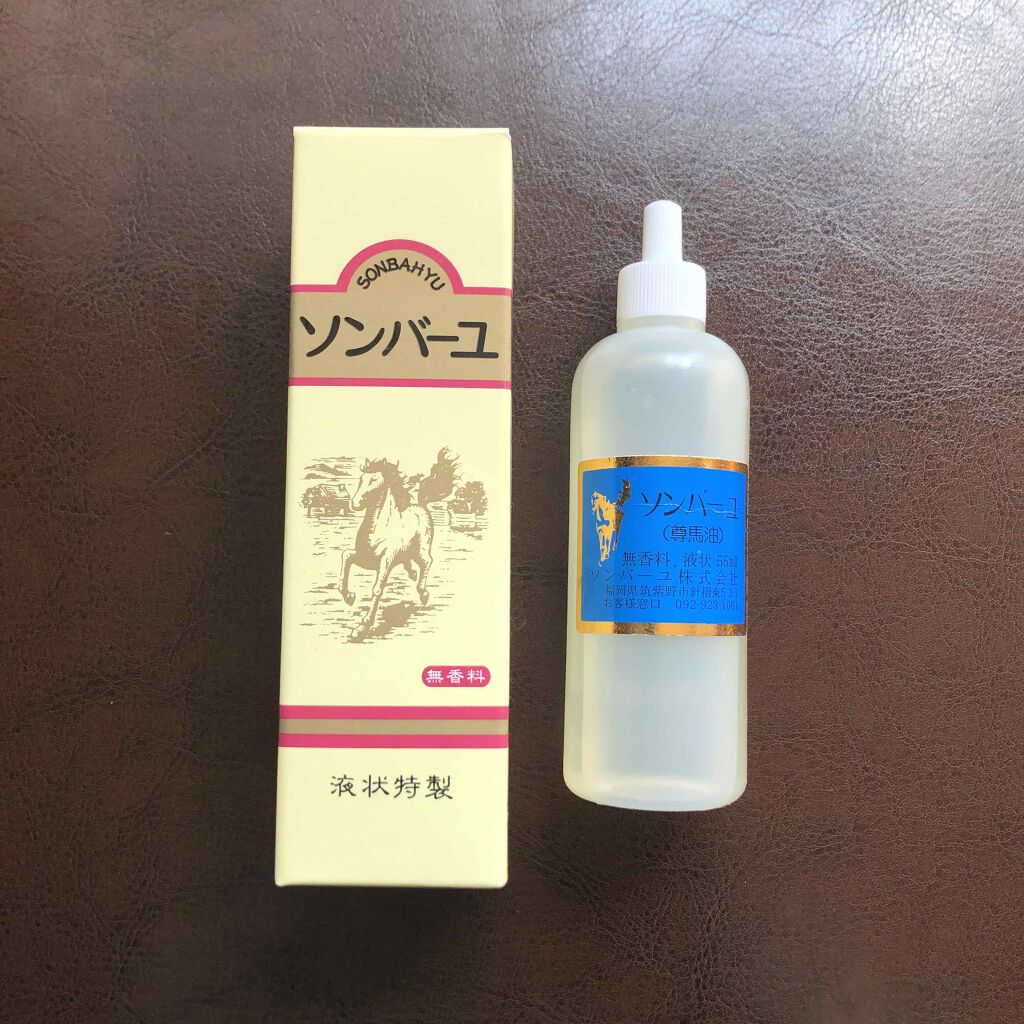 SONBAHYU
ソンバーユ
無香料
液状特製
ソンバーユ
(尊馬油)
無香料.液状 55ml
ソンバーユ株式会社
福岡県筑紫野市針摺東5.3-1
お客様窓口 092-923-1061